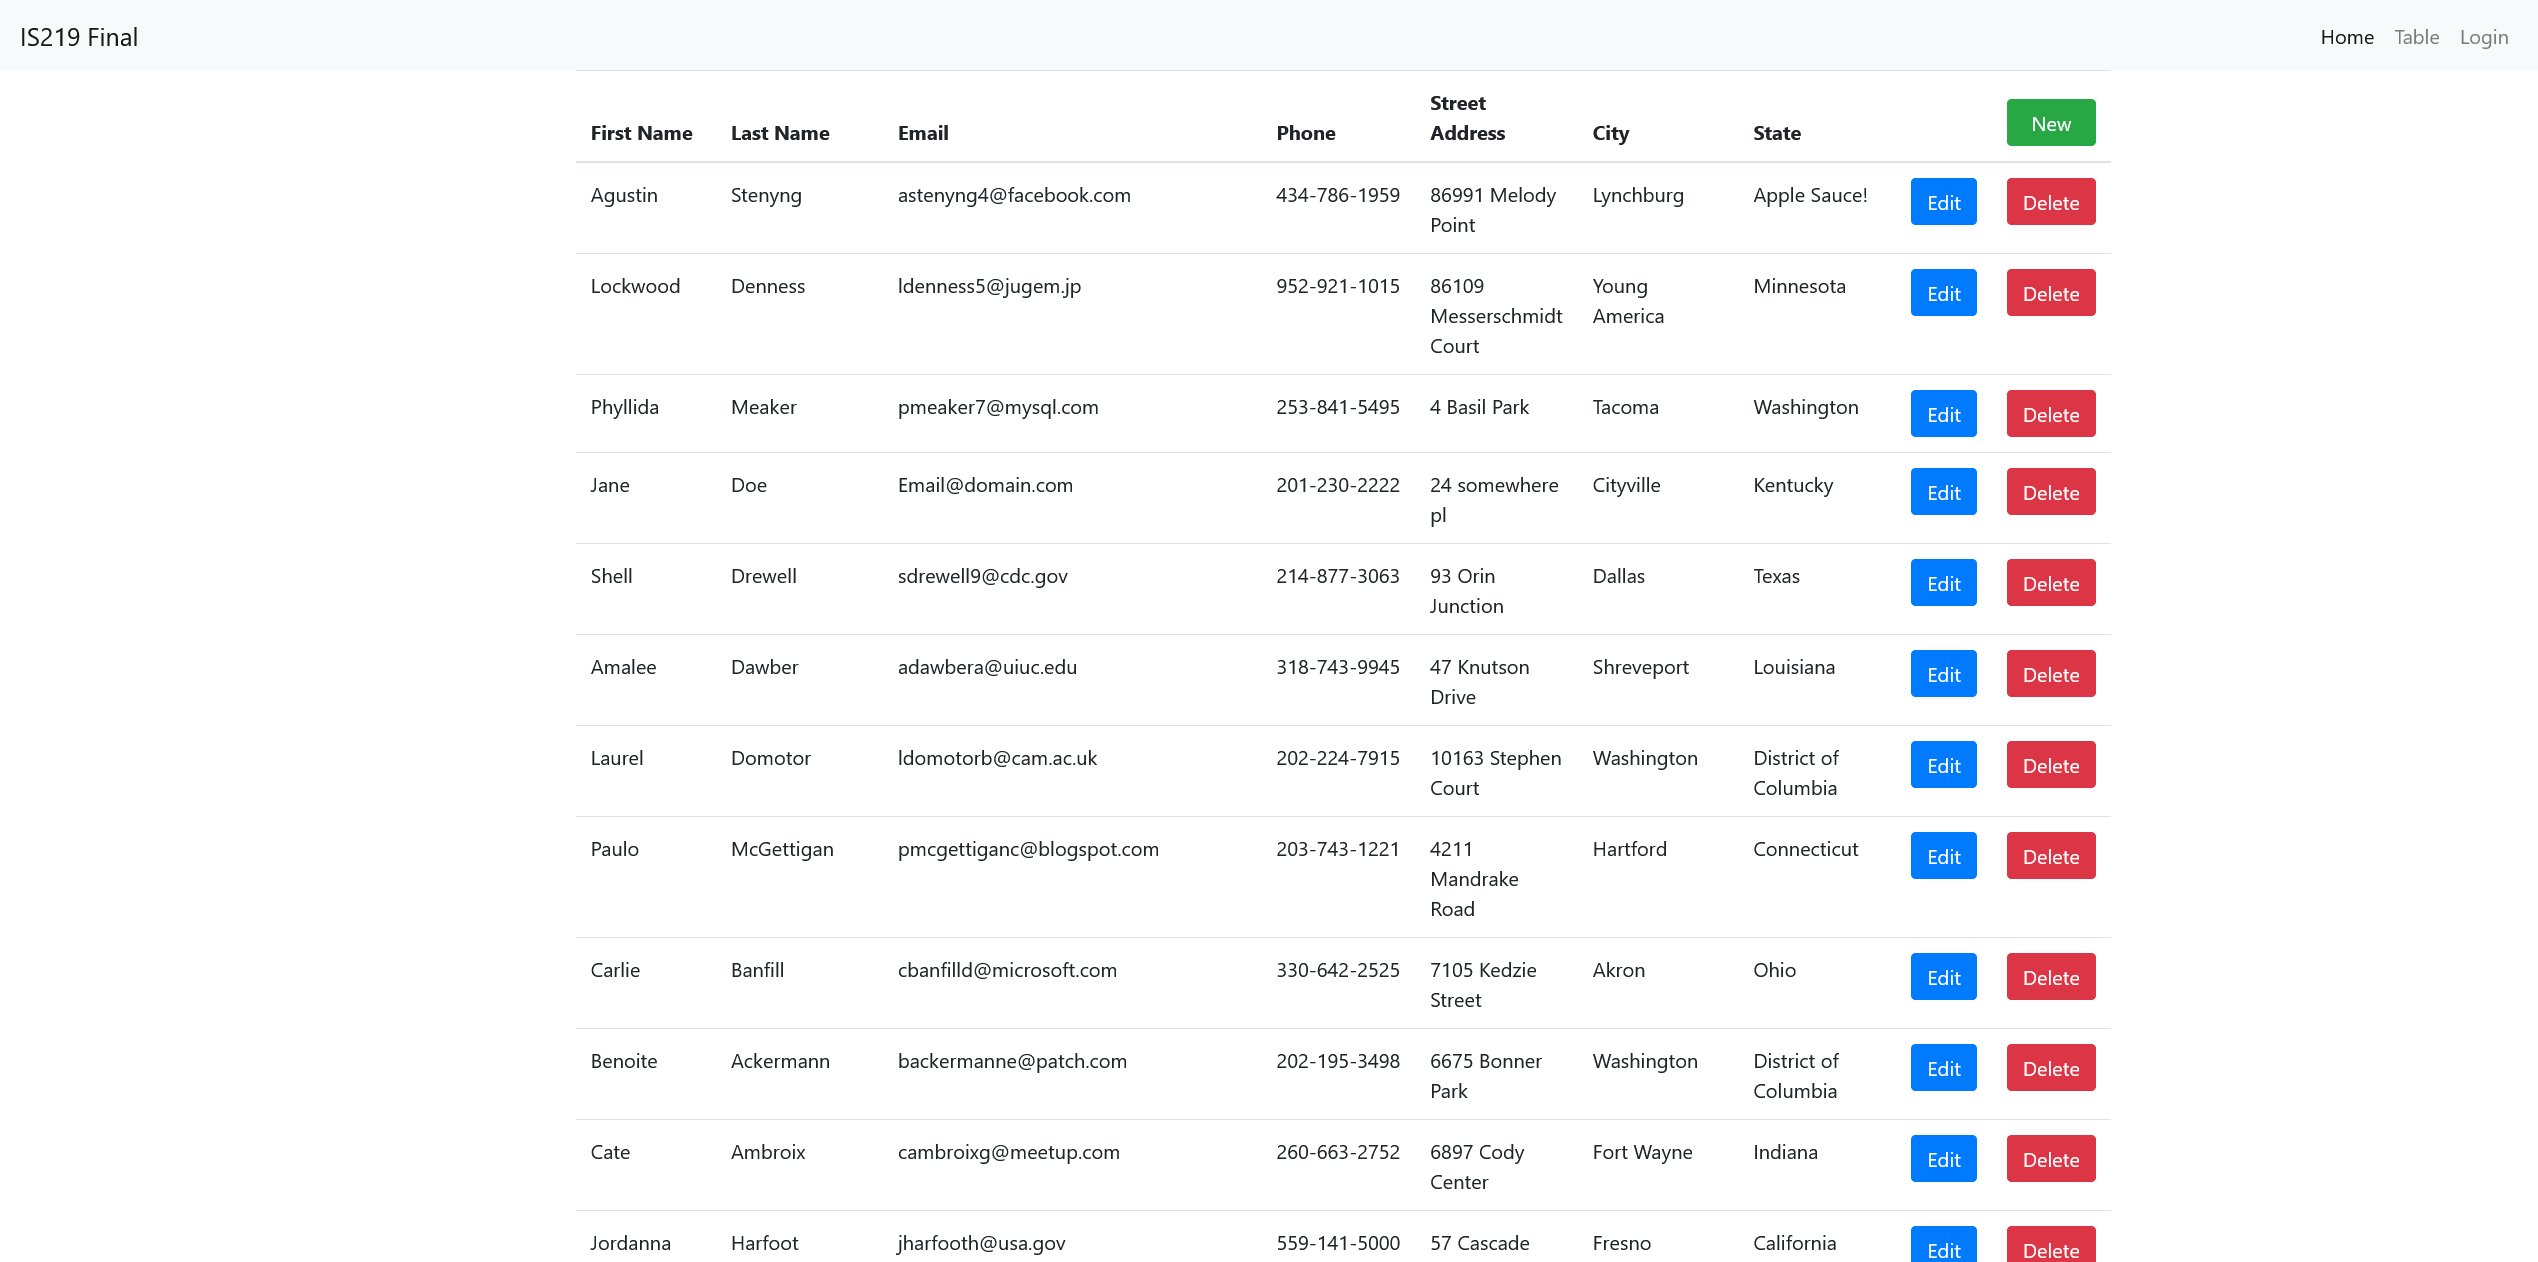 IS219 Final
Home Table Login
First Name Last Name Email Phone Street Address City State New
Agustin Stenyng astenyng4@facebook.com 434-786-1959 86991 Melody Point Lynchburg Apple Sauce! Edit Delete
Lockwood Denness ldenness5@jugem.jp 952-921-1015 86109 Messerschmidt Court Young America Minnesota Edit Delete
Phyllida Meaker pmeaker7@mysql.com 253-841-5495 4 Basil Park Tacoma Washington Edit Delete
Jane Doe Email@domain.com 201-230-2222 24 somewhere pl Cityville Kentucky Edit Delete
Shell Drewell sdrewell9@cdc.gov 214-877-3063 93 Orin Junction Dallas Texas Edit Delete
Amalee Dawber adawbera@uiuc.edu 318-743-9945 47 Knutson Drive Shreveport Louisiana Edit Delete
Laurel Domotor ldomotorb@cam.ac.uk 202-224-7915 10163 Stephen Court Washington District of Columbia Edit Delete
Paulo McGettigan pmcgettiganc@blogspot.com 203-743-1221 4211 Mandrake Road Hartford Connecticut Edit Delete
Carlie Banfill cbanfilld@microsoft.com 330-642-2525 7105 Kedzie Street Akron Ohio Edit Delete
Benoite Ackermann backermanne@patch.com 202-195-3498 6675 Bonner Park Washington District of Columbia Edit Delete
Cate Ambroix cambroixg@meetup.com 260-663-2752 6897 Cody Center Fort Wayne Indiana Edit Delete
Jordanna Harfoot jharfooth@usa.gov 559-141-5000 57 Cascade Fresno California Edit Delete